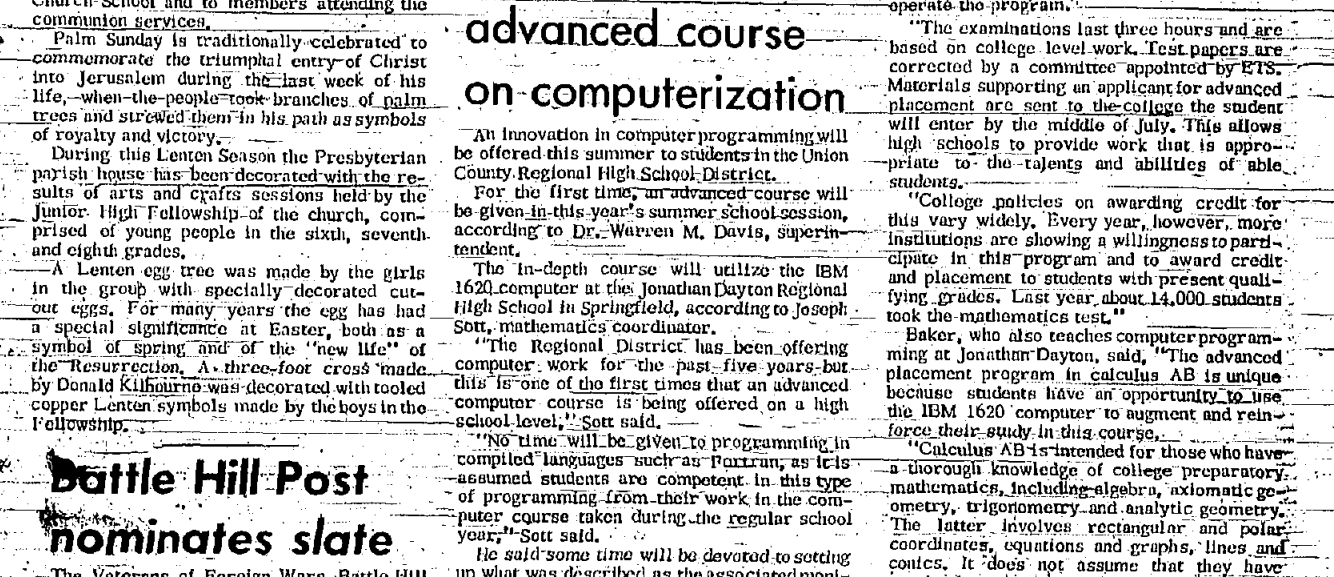 Church School and to members attending the
communion services.
Palm Sunday is traditionally celebrated to
commemorate the triumphal entry of Christ
into Jerusalem during the last week of his
life, when the people took branches of palm
trees and strewed them in his path as symbols
of royalty and victory.
During this Lenten Season the Presbyterian
parish house has been decorated with the re-
sults of arts and crafts sessions held by the
Junior High Fellowship of the church, com-
prised of young people in the sixth, seventh
and eighth grades.
A Lenten egg tree was made by the girls
in the group with specially decorated cut-
out eggs. For many years the egg has had
a special significance at Easter, both as a
symbol of spring and of the "new life" of
the Resurrection. A three-foot cross made
by Donald Kilbourne was decorated with tooled
copper Lenten symbols made by the boys in the
Fellowship.
Battle Hill Post
nominates slate
The Veterans of Foreign Wars Battle Hill
advanced course
on computerization
An innovation in computer programming will
be offered this summer to students in the Union
County Regional High School District.
For the first time, an advanced course will
be given in this year's summer school session,
according to Dr. Warren M. Davis, superin-
tendent.
The in-depth course will utilize the IBM
1620 computer at the Jonathan Dayton Regional
High School in Springfield, according to Joseph
Sott, mathematics coordinator.
"The Regional District has been offering
computer work for the past five years but
this is one of the first times that an advanced
computer course is being offered on a high
school level," Sott said.
"No time will be given to programming in
compiled languages such as Fortran, as it is
assumed students are competent in this type
of programming from their work in the com-
puter course taken during the regular school
year," Sott said.
He said some time will be devoted to setting
up what was described as the associated moni-
operate the program."
"The examinations last three hours and are
based on college level work. Test papers are
corrected by a committee appointed by ETS.
Materials supporting an applicant for advanced
placement are sent to the college the student
will enter by the middle of July. This allows
high schools to provide work that is appro-
priate to the talents and abilities of able
students.
"College policies on awarding credit for
this vary widely. Every year, however, more
institutions are showing a willingness to parti-
cipate in this program and to award credit
and placement to students with present quali-
fying grades. Last year about 14,000 students
took the mathematics test."
Baker, who also teaches computer program-
ming at Jonathan Dayton, said, "The advanced
placement program in calculus AB is unique
because students have an opportunity to use
the IBM 1620 computer to augment and rein-
force their study in this course.
"Calculus AB is intended for those who have
a thorough knowledge of college preparatory
mathematics, including algebra, axiomatic ge-
ometry, trigonometry and analytic geometry.
The latter involves rectangular and polar
coordinates, equations and graphs, lines and
conics. It does not assume that they have